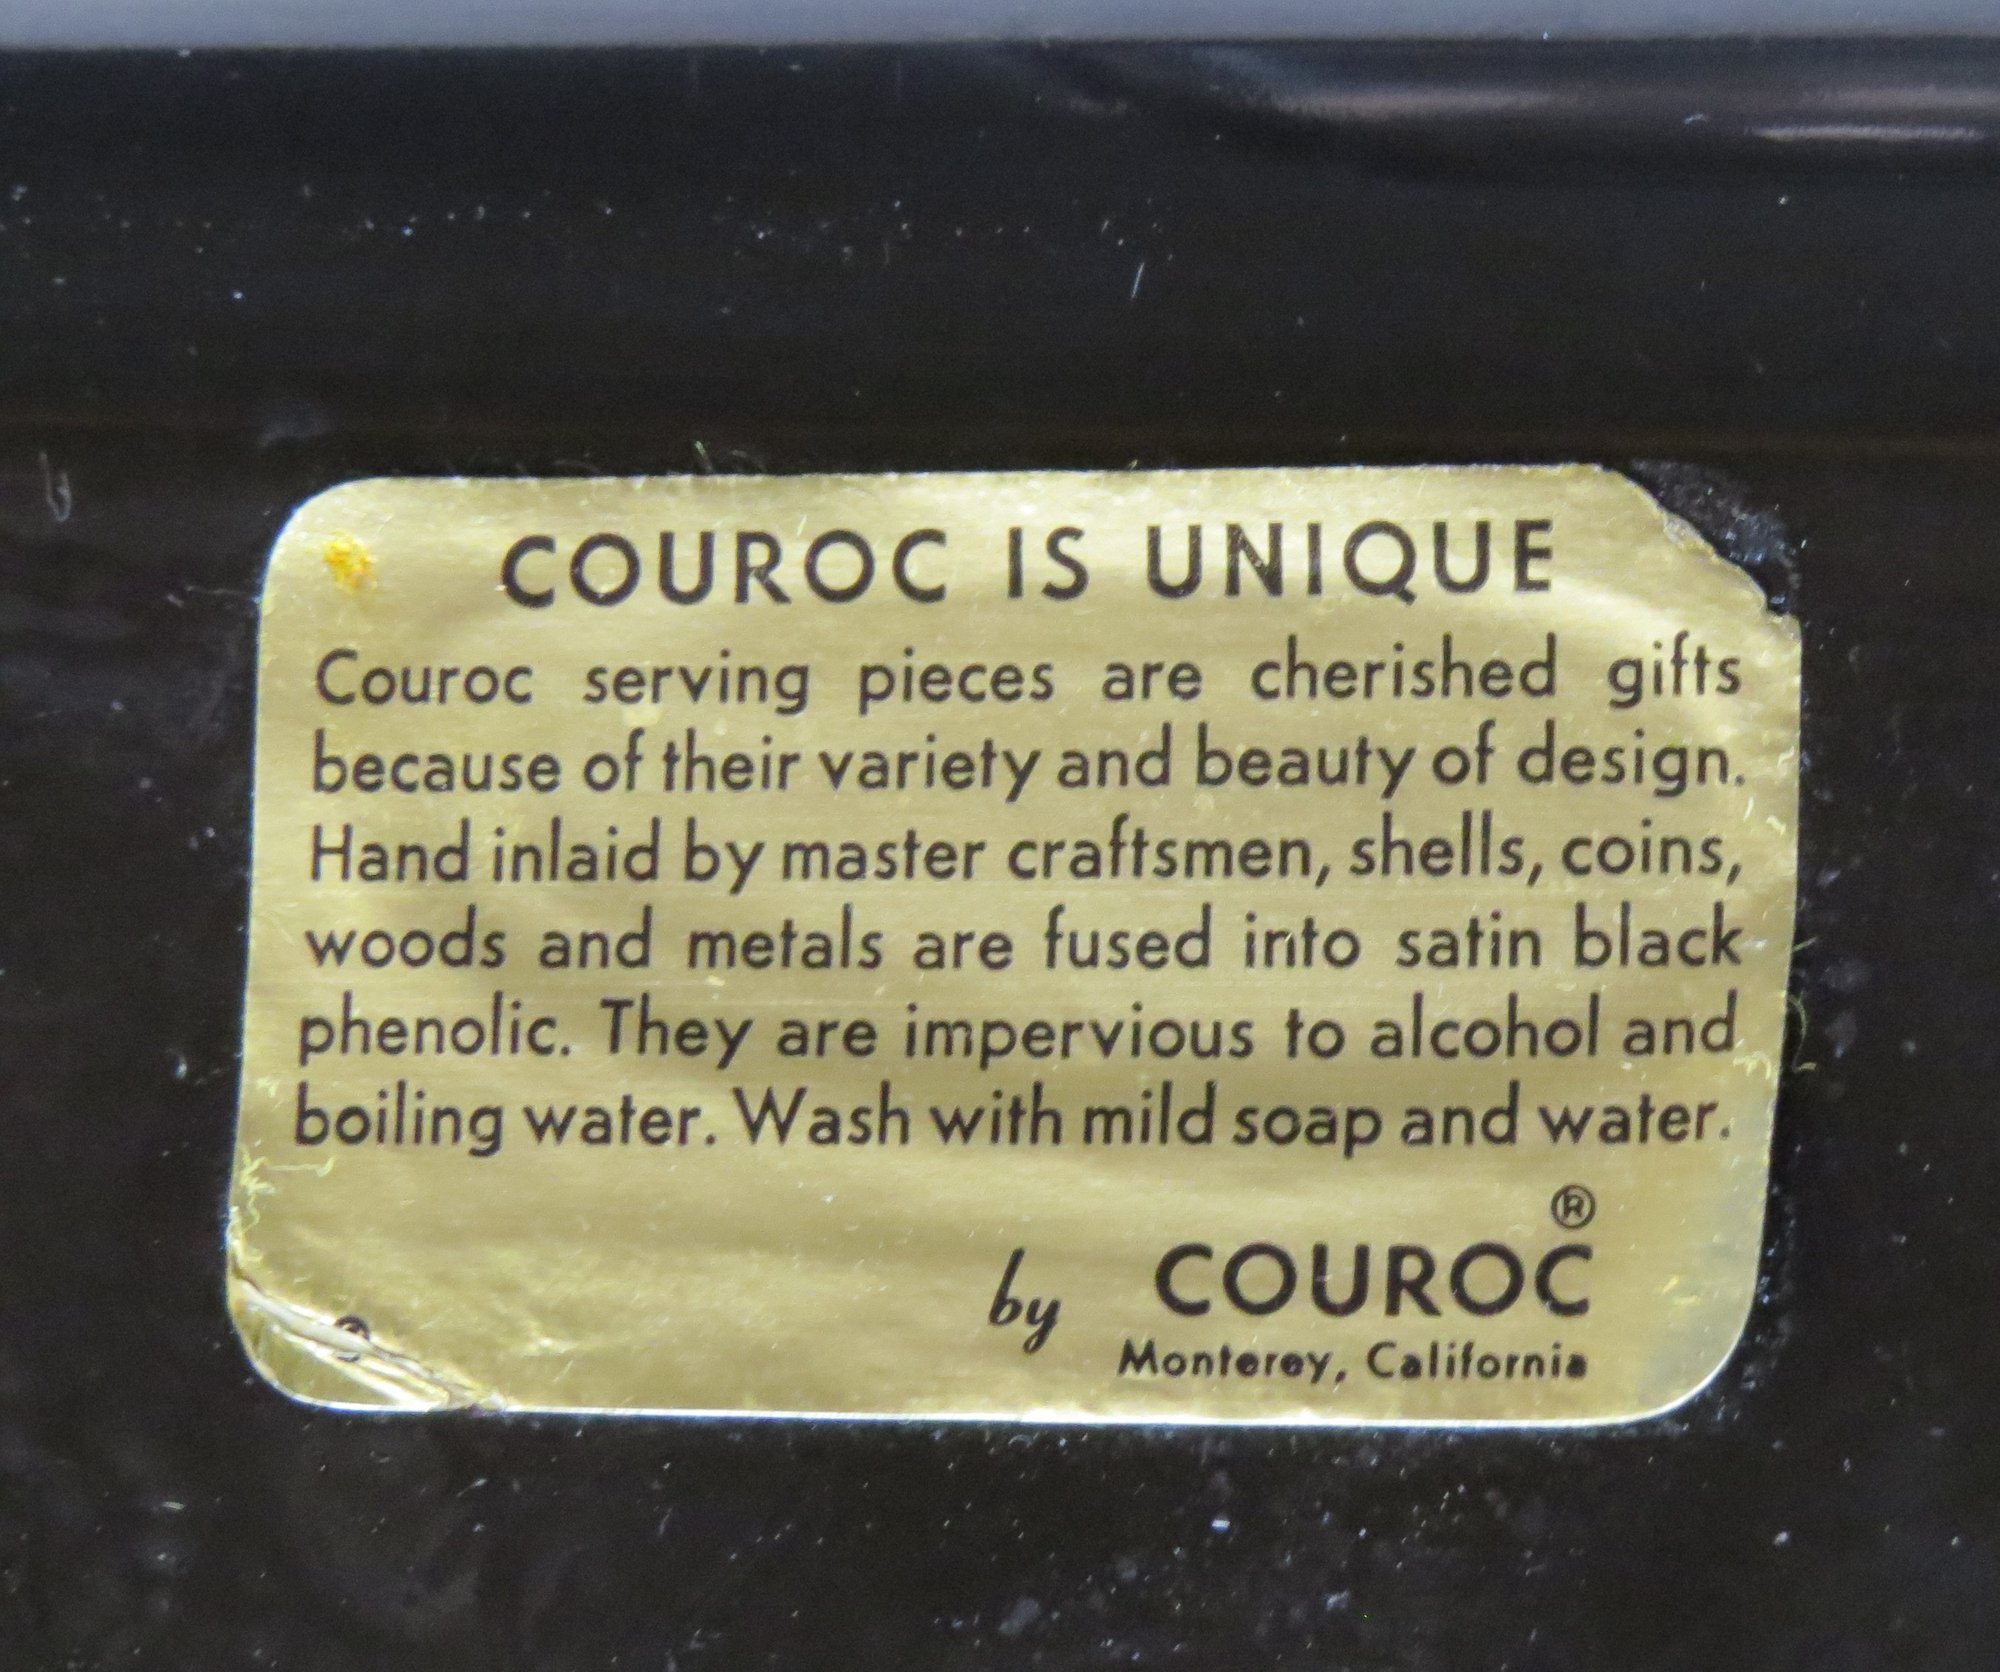 COUROC IS UNIQUE
Couroc serving pieces are cherished gifts
because of their variety and beauty of design.
Hand inlaid by master craftsmen, shells, coins,
woods and metals are fused into satin black
phenolic. They are impervious to alcohol and
boiling water. Wash with mild soap and water.
®
by COUROC
Monterey, California